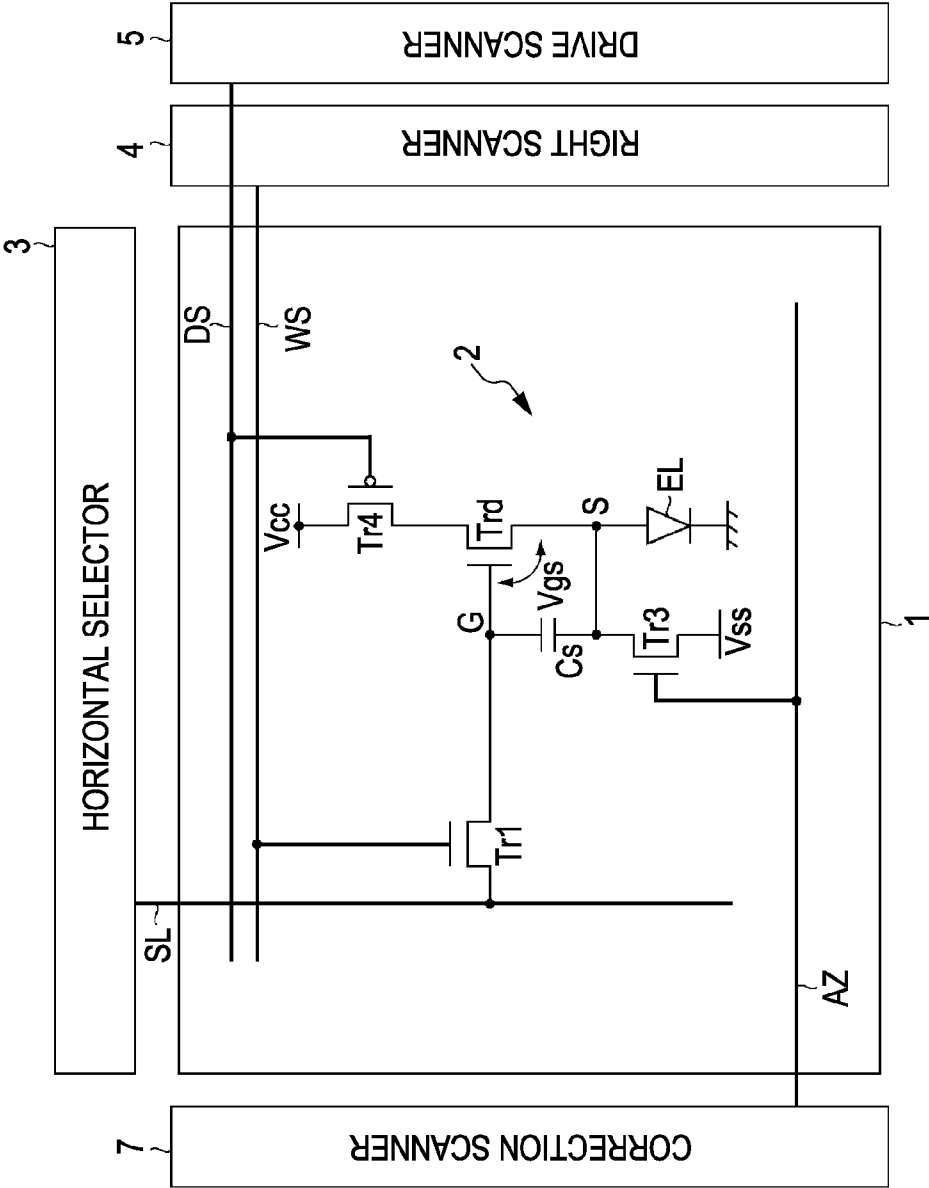 3
HORIZONTAL SELECTOR
5
DRIVE SCANNER
4
RIGHT SCANNER
7
CORRECTION SCANNER
SL
DS
WS
2
Vcc
Tr4
Trd
G
Vgs
S
Cs
EL
Tr1
Tr3
Vss
AZ
1